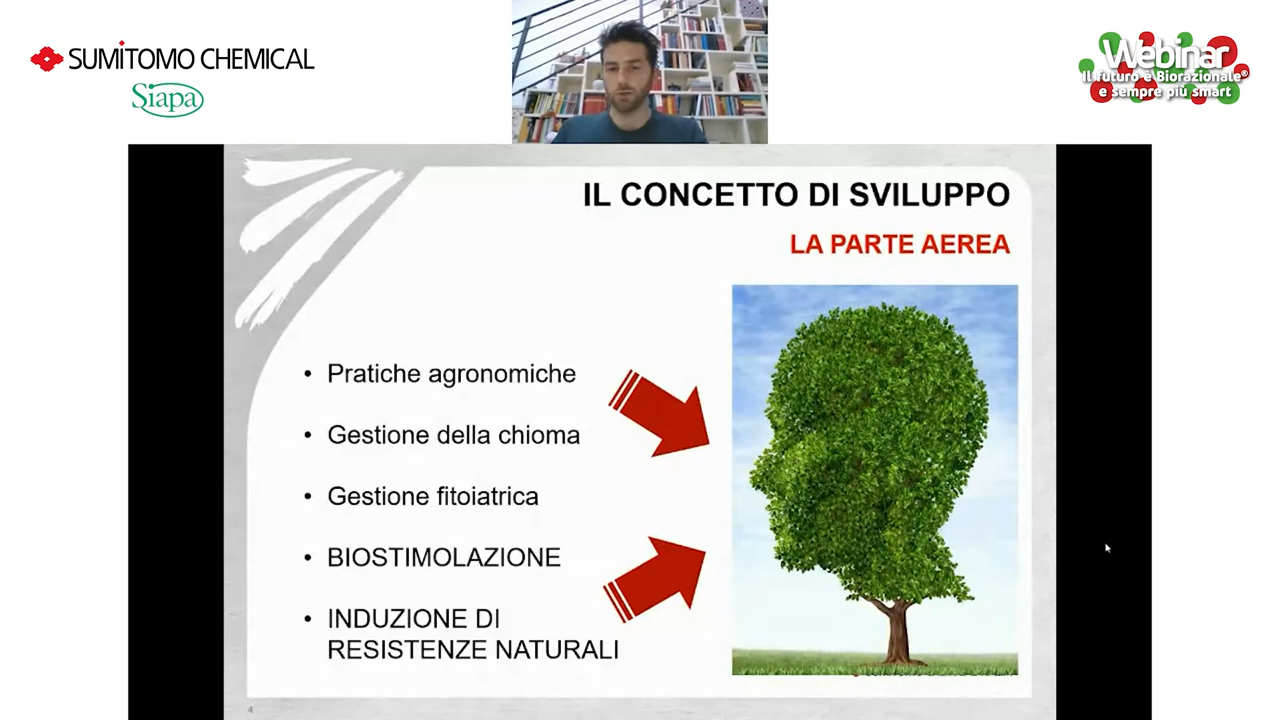 SUMITOMO CHEMICAL
Siapa
Webinar
Il futuro è Biorazionale®
e sempre più smart
IL CONCETTO DI SVILUPPO
LA PARTE AEREA
• Pratiche agronomiche
• Gestione della chioma
• Gestione fitoiatrica
• BIOSTIMOLAZIONE
• INDUZIONE DI
RESISTENZE NATURALI
4